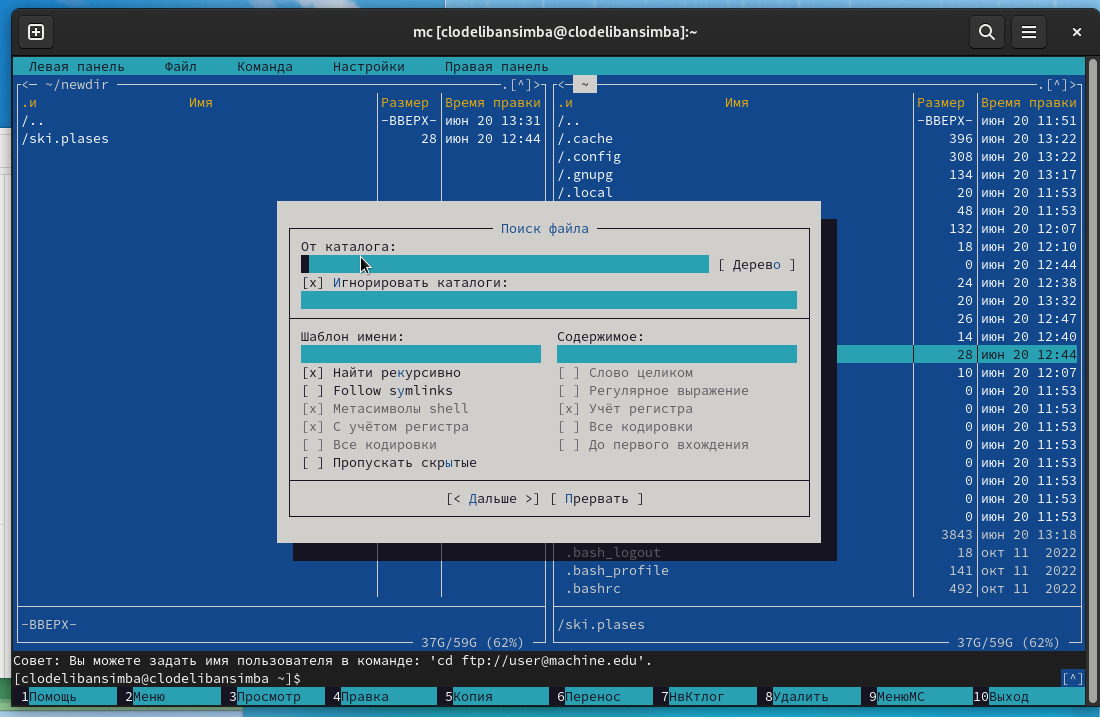 mc [clodelibansimba@clodelibansimba]:~
Левая панель Файл Команда Настройки Правая панель
<— ~/newdir .[^]> <— ~ .[^]>
.и Имя Размер Время правки .и Имя Размер Время правки
/.. -ВВЕРХ- июн 20 13:31 /.. -ВВЕРХ- июн 20 11:51
/ski.plases 28 июн 20 12:44 /.cache 396 июн 20 13:22
/.config 308 июн 20 13:22
/.gnupg 134 июн 20 13:17
/.local 20 июн 20 11:53
48 июн 20 11:53
Поиск файла 132 июн 20 12:07
От каталога: 18 июн 20 12:10
[ Дерево ] 0 июн 20 12:44
[x] Игнорировать каталоги: 24 июн 20 12:38
20 июн 20 13:32
26 июн 20 12:47
Шаблон имени: Содержимое: 14 июн 20 12:40
28 июн 20 12:44
[x] Найти рекурсивно [ ] Слово целиком 10 июн 20 12:07
[ ] Follow symlinks [ ] Регулярное выражение 0 июн 20 11:53
[x] Метасимволы shell [x] Учёт регистра 0 июн 20 11:53
[x] С учётом регистра [ ] Все кодировки 0 июн 20 11:53
[ ] Все кодировки [ ] До первого вхождения 0 июн 20 11:53
[ ] Пропускать скрытые 0 июн 20 11:53
0 июн 20 11:53
[< Дальше >] [ Прервать ] 0 июн 20 11:53
0 июн 20 11:53
3843 июн 20 13:18
.bash_logout 18 окт 11 2022
.bash_profile 141 окт 11 2022
.bashrc 492 окт 11 2022
-ВВЕРХ- /ski.plases
37G/59G (62%) 37G/59G (62%)
Совет: Вы можете задать имя пользователя в команде: 'cd ftp://user@machine.edu'.
[clodelibansimba@clodelibansimba ~]$ [^]
1Помощь 2Меню 3Просмотр 4Правка 5Копия 6Перенос 7НвКтлог 8Удалить 9МенюMC 10Выход